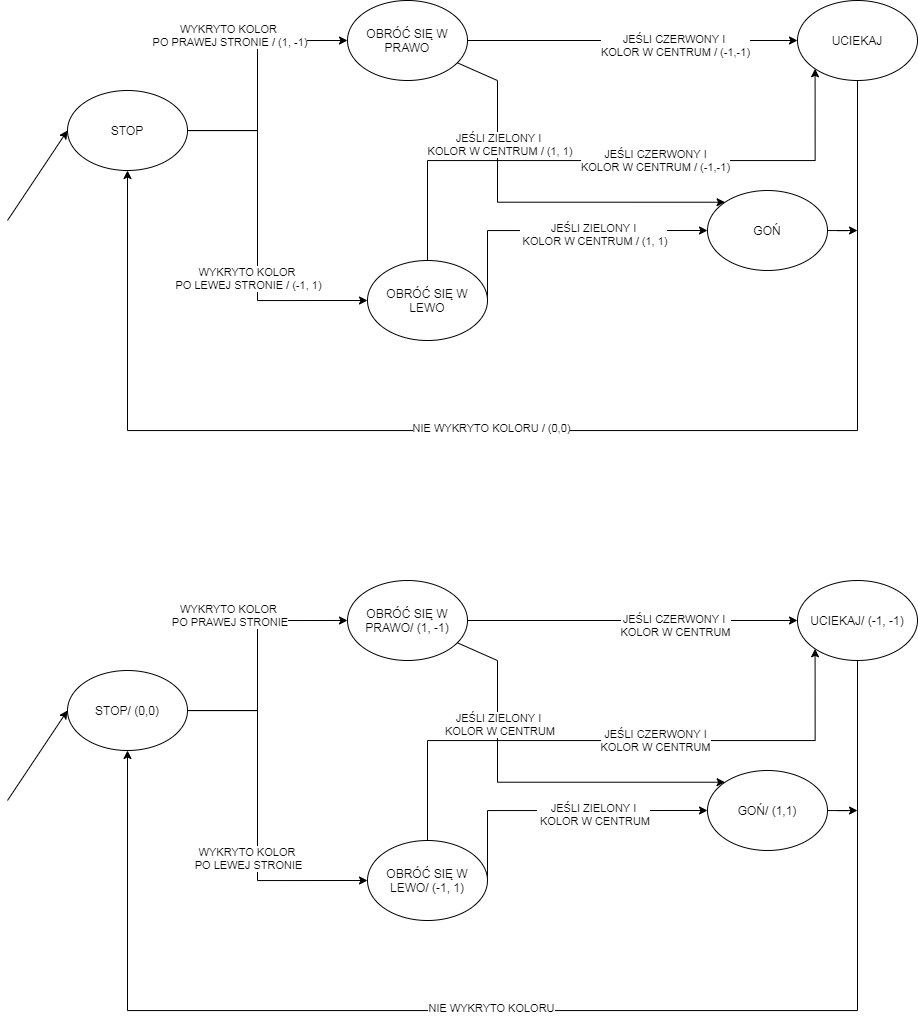 WYKRYTO KOLOR
PO PRAWEJ STRONIE / (1, -1)
OBRÓĆ SIĘ W
PRAWO
JEŚLI CZERWONY I
KOLOR W CENTRUM / (-1,-1)
UCIEKAJ
STOP
JEŚLI ZIELONY I
KOLOR W CENTRUM / (1, 1)
JEŚLI CZERWONY I
KOLOR W CENTRUM / (-1,-1)
JEŚLI ZIELONY I
KOLOR W CENTRUM / (1, 1)
GOŃ
WYKRYTO KOLOR
PO LEWEJ STRONIE / (-1, 1)
OBRÓĆ SIĘ W
LEWO
NIE WYKRYTO KOLORU / (0,0)
WYKRYTO KOLOR
PO PRAWEJ STRONIE
OBRÓĆ SIĘ W
PRAWO/ (1, -1)
JEŚLI CZERWONY I
KOLOR W CENTRUM
UCIEKAJ/ (-1, -1)
STOP/ (0,0)
JEŚLI ZIELONY I
KOLOR W CENTRUM
JEŚLI CZERWONY I
KOLOR W CENTRUM
JEŚLI ZIELONY I
KOLOR W CENTRUM
GOŃ/ (1,1)
WYKRYTO KOLOR
PO LEWEJ STRONIE
OBRÓĆ SIĘ W
LEWO/ (-1, 1)
NIE WYKRYTO KOLORU